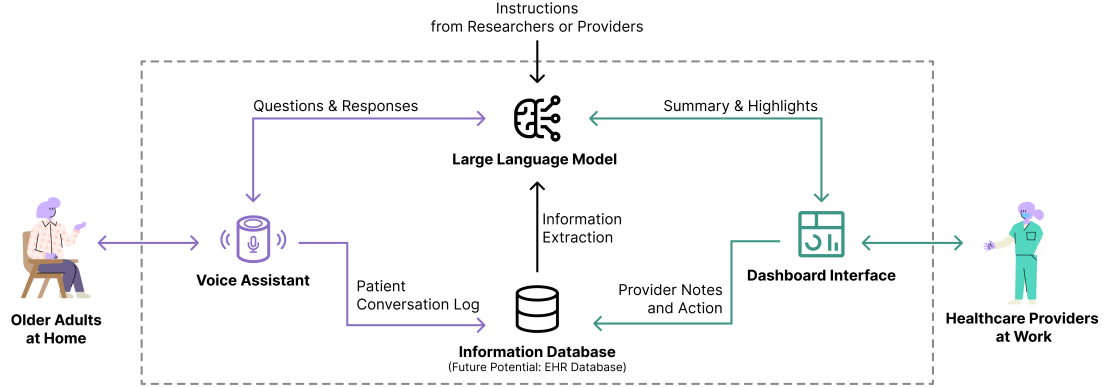 Instructions
from Researchers or Providers
Questions & Responses
Summary & Highlights
Large Language Model
Information
Extraction
Voice Assistant
Dashboard Interface
Patient
Conversation Log
Provider Notes
and Action
Older Adults
at Home
Healthcare Providers
at Work
Information Database
(Future Potential: EHR Database)